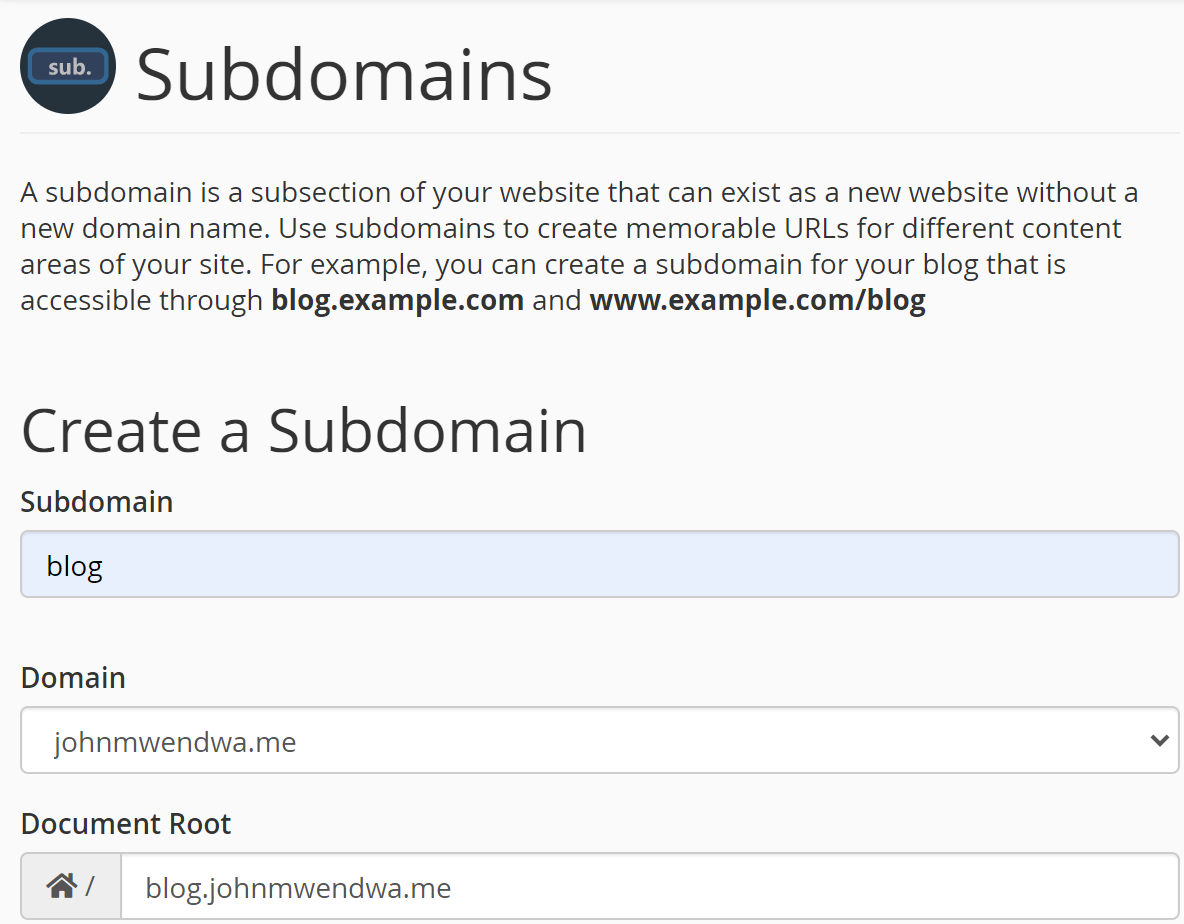 sub.
Subdomains
A subdomain is a subsection of your website that can exist as a new website without a
new domain name. Use subdomains to create memorable URLs for different content
areas of your site. For example, you can create a subdomain for your blog that is
accessible through blog.example.com and www.example.com/blog
Create a Subdomain
Subdomain
blog
Domain
johnmwendwa.me
Document Root
/ blog.johnmwendwa.me